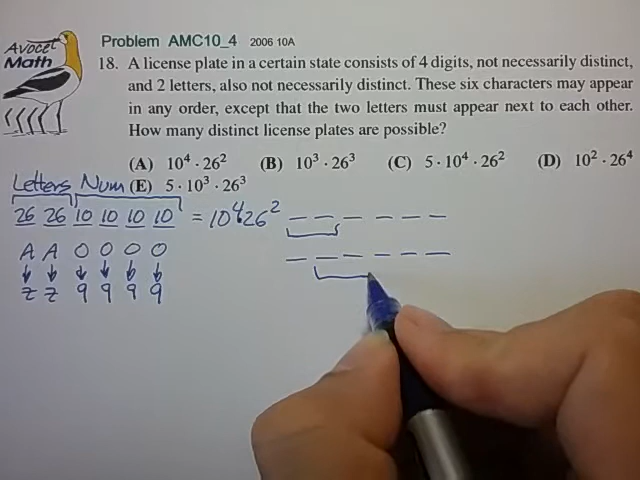 Avocet
Math
Problem AMC10_4 2006 10A
18. A license plate in a certain state consists of 4 digits, not necessarily distinct,
and 2 letters, also not necessarily distinct. These six characters may appear
in any order, except that the two letters must appear next to each other.
How many distinct license plates are possible?
(A) 10⁴ · 26² (B) 10³ · 26³ (C) 5 · 10⁴ · 26² (D) 10² · 26⁴
(E) 5 · 10³ · 26³
Letters Num
26 26 10 10 10 10 = 10⁴·26²
A A 0 0 0 0
Z Z 9 9 9 9